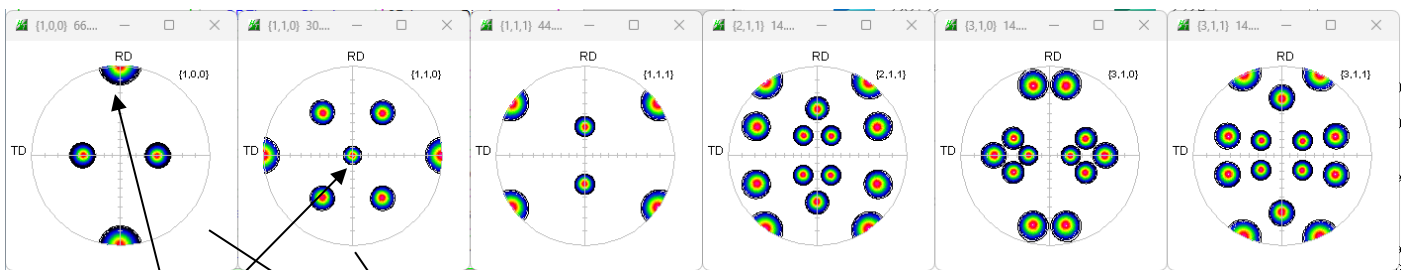 {1,0,0} 66....
{1,1,0} 30....
{1,1,1} 44....
{2,1,1} 14....
{3,1,0} 14....
{3,1,1} 14....
RD
{1,0,0}
TD
RD
{1,1,0}
TD
RD
{1,1,1}
TD
RD
{2,1,1}
TD
RD
{3,1,0}
TD
RD
{3,1,1}
TD